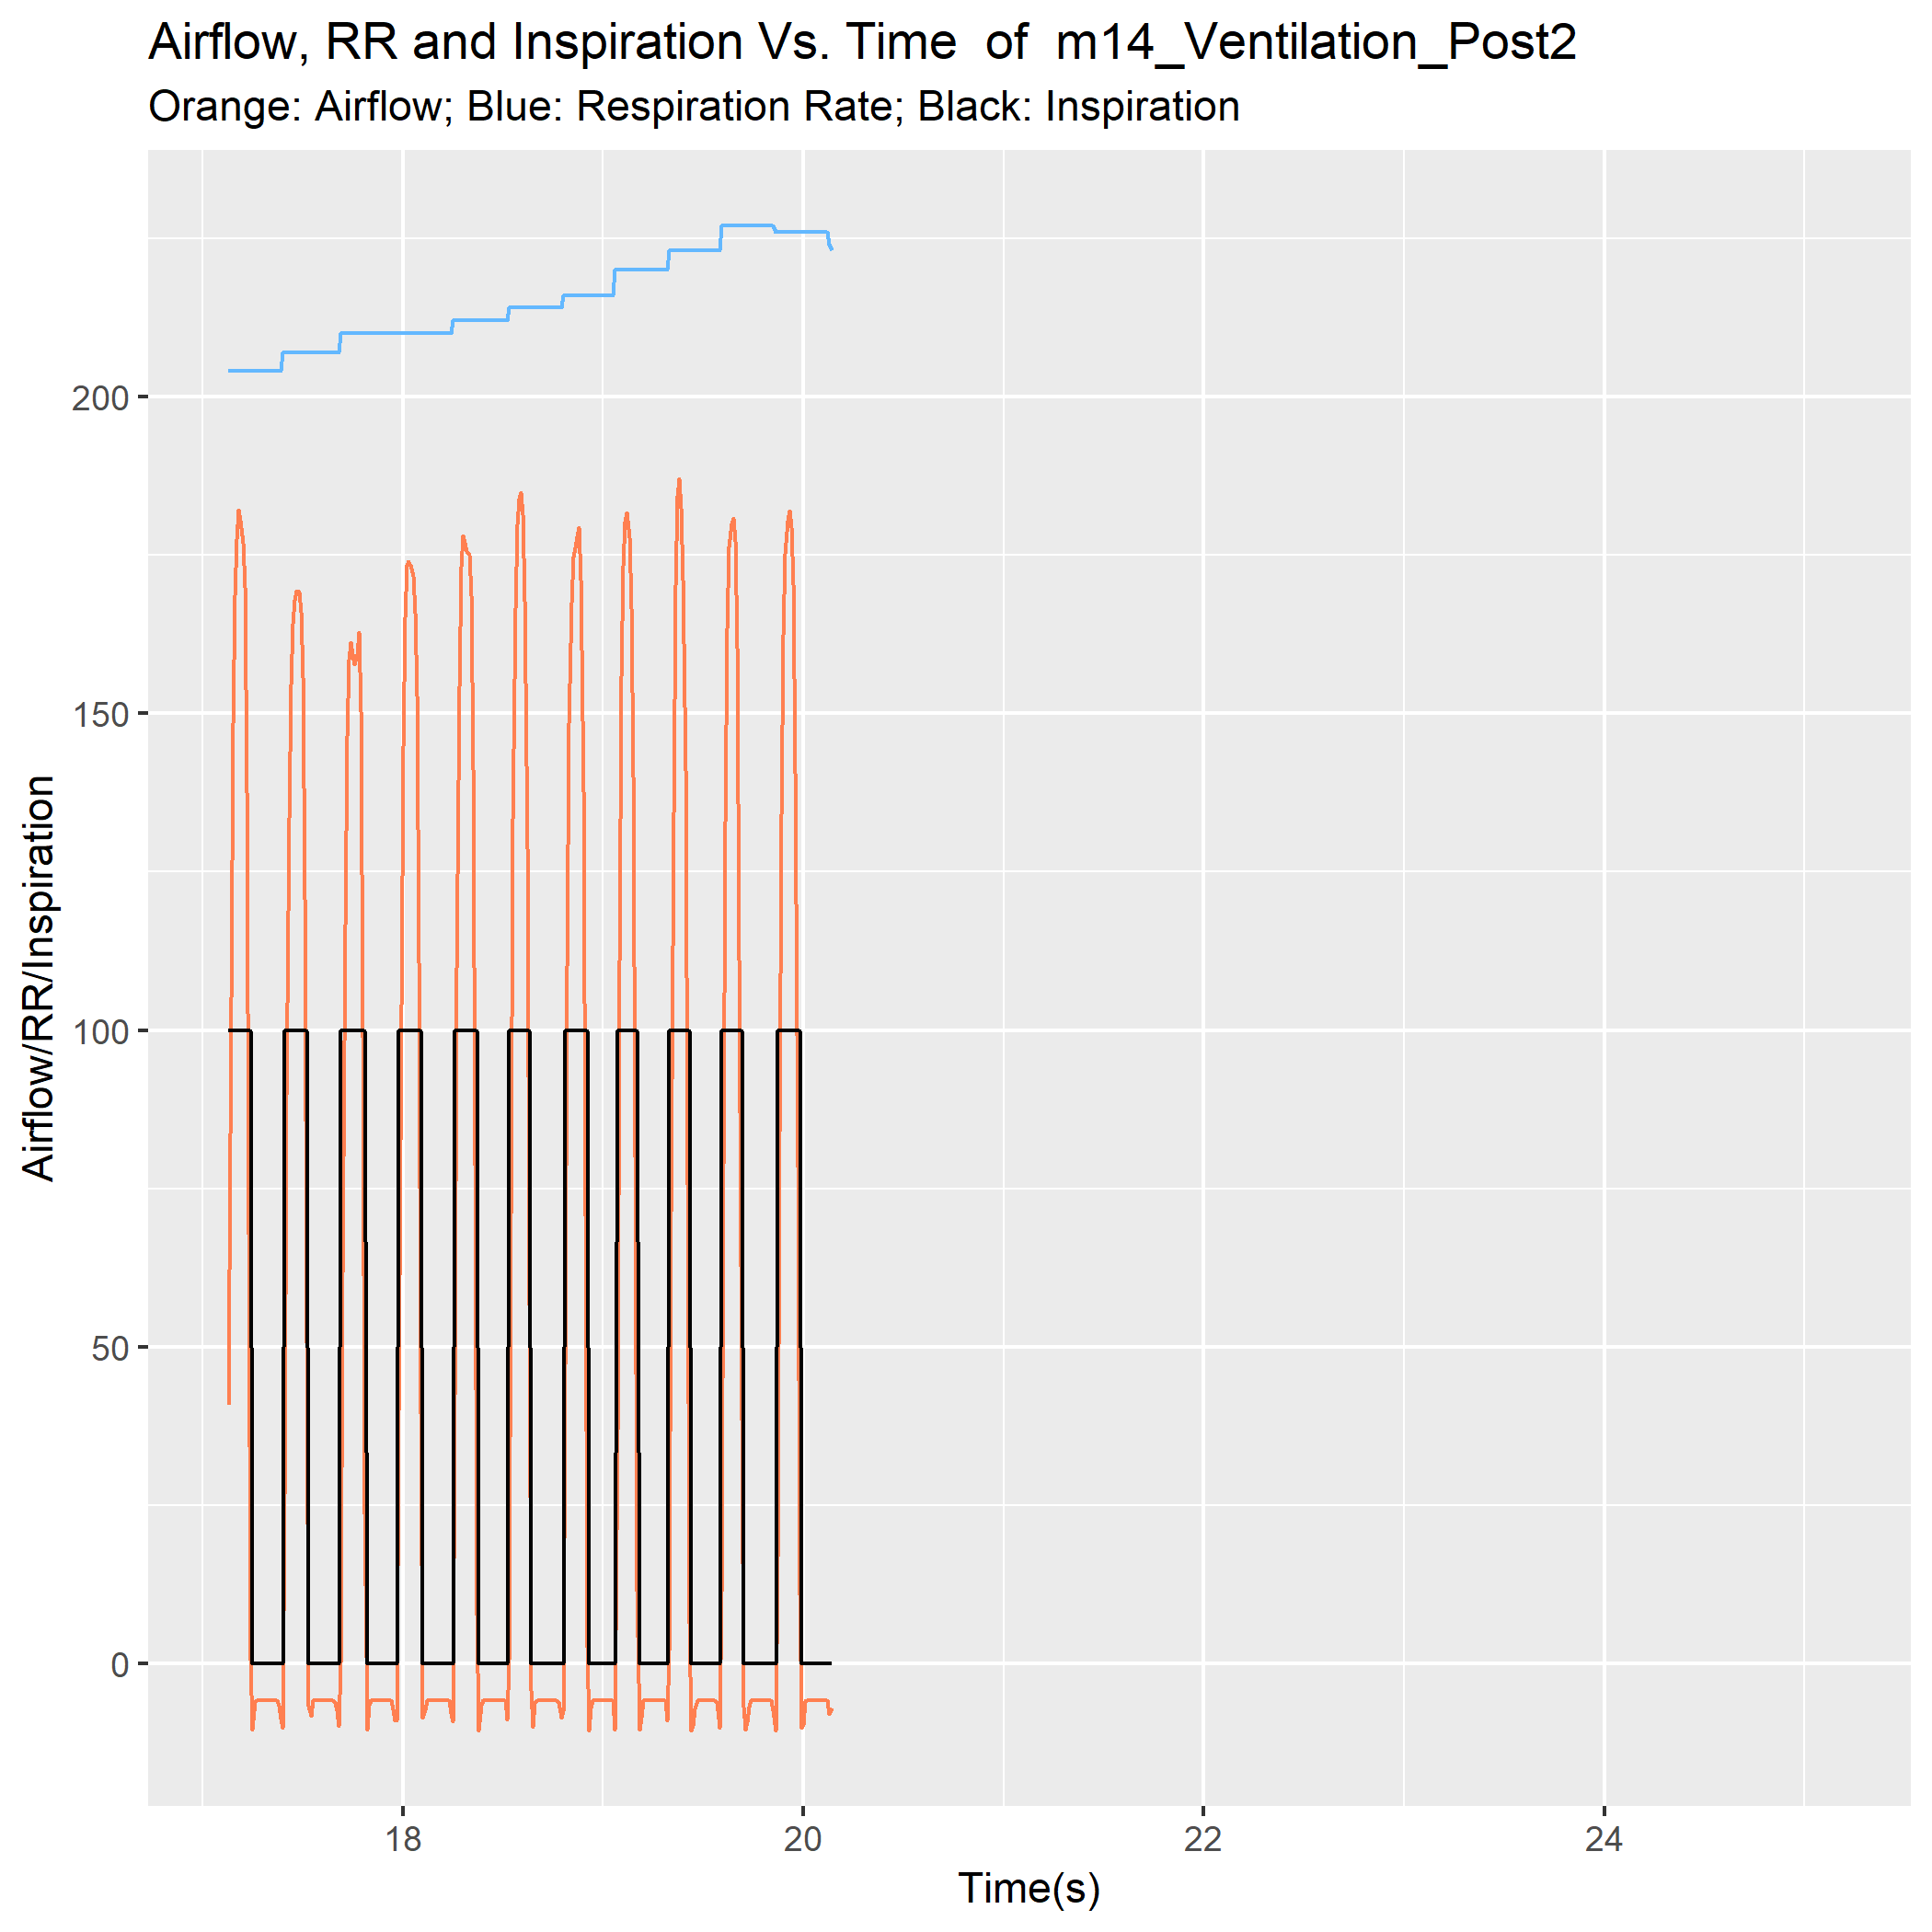 Airflow, RR and Inspiration Vs. Time  of  m14_Ventilation_Post2
Orange: Airflow; Blue: Respiration Rate; Black: Inspiration
Airflow/RR/Inspiration
200
150
100
50
0
18 20 22 24
Time(s)